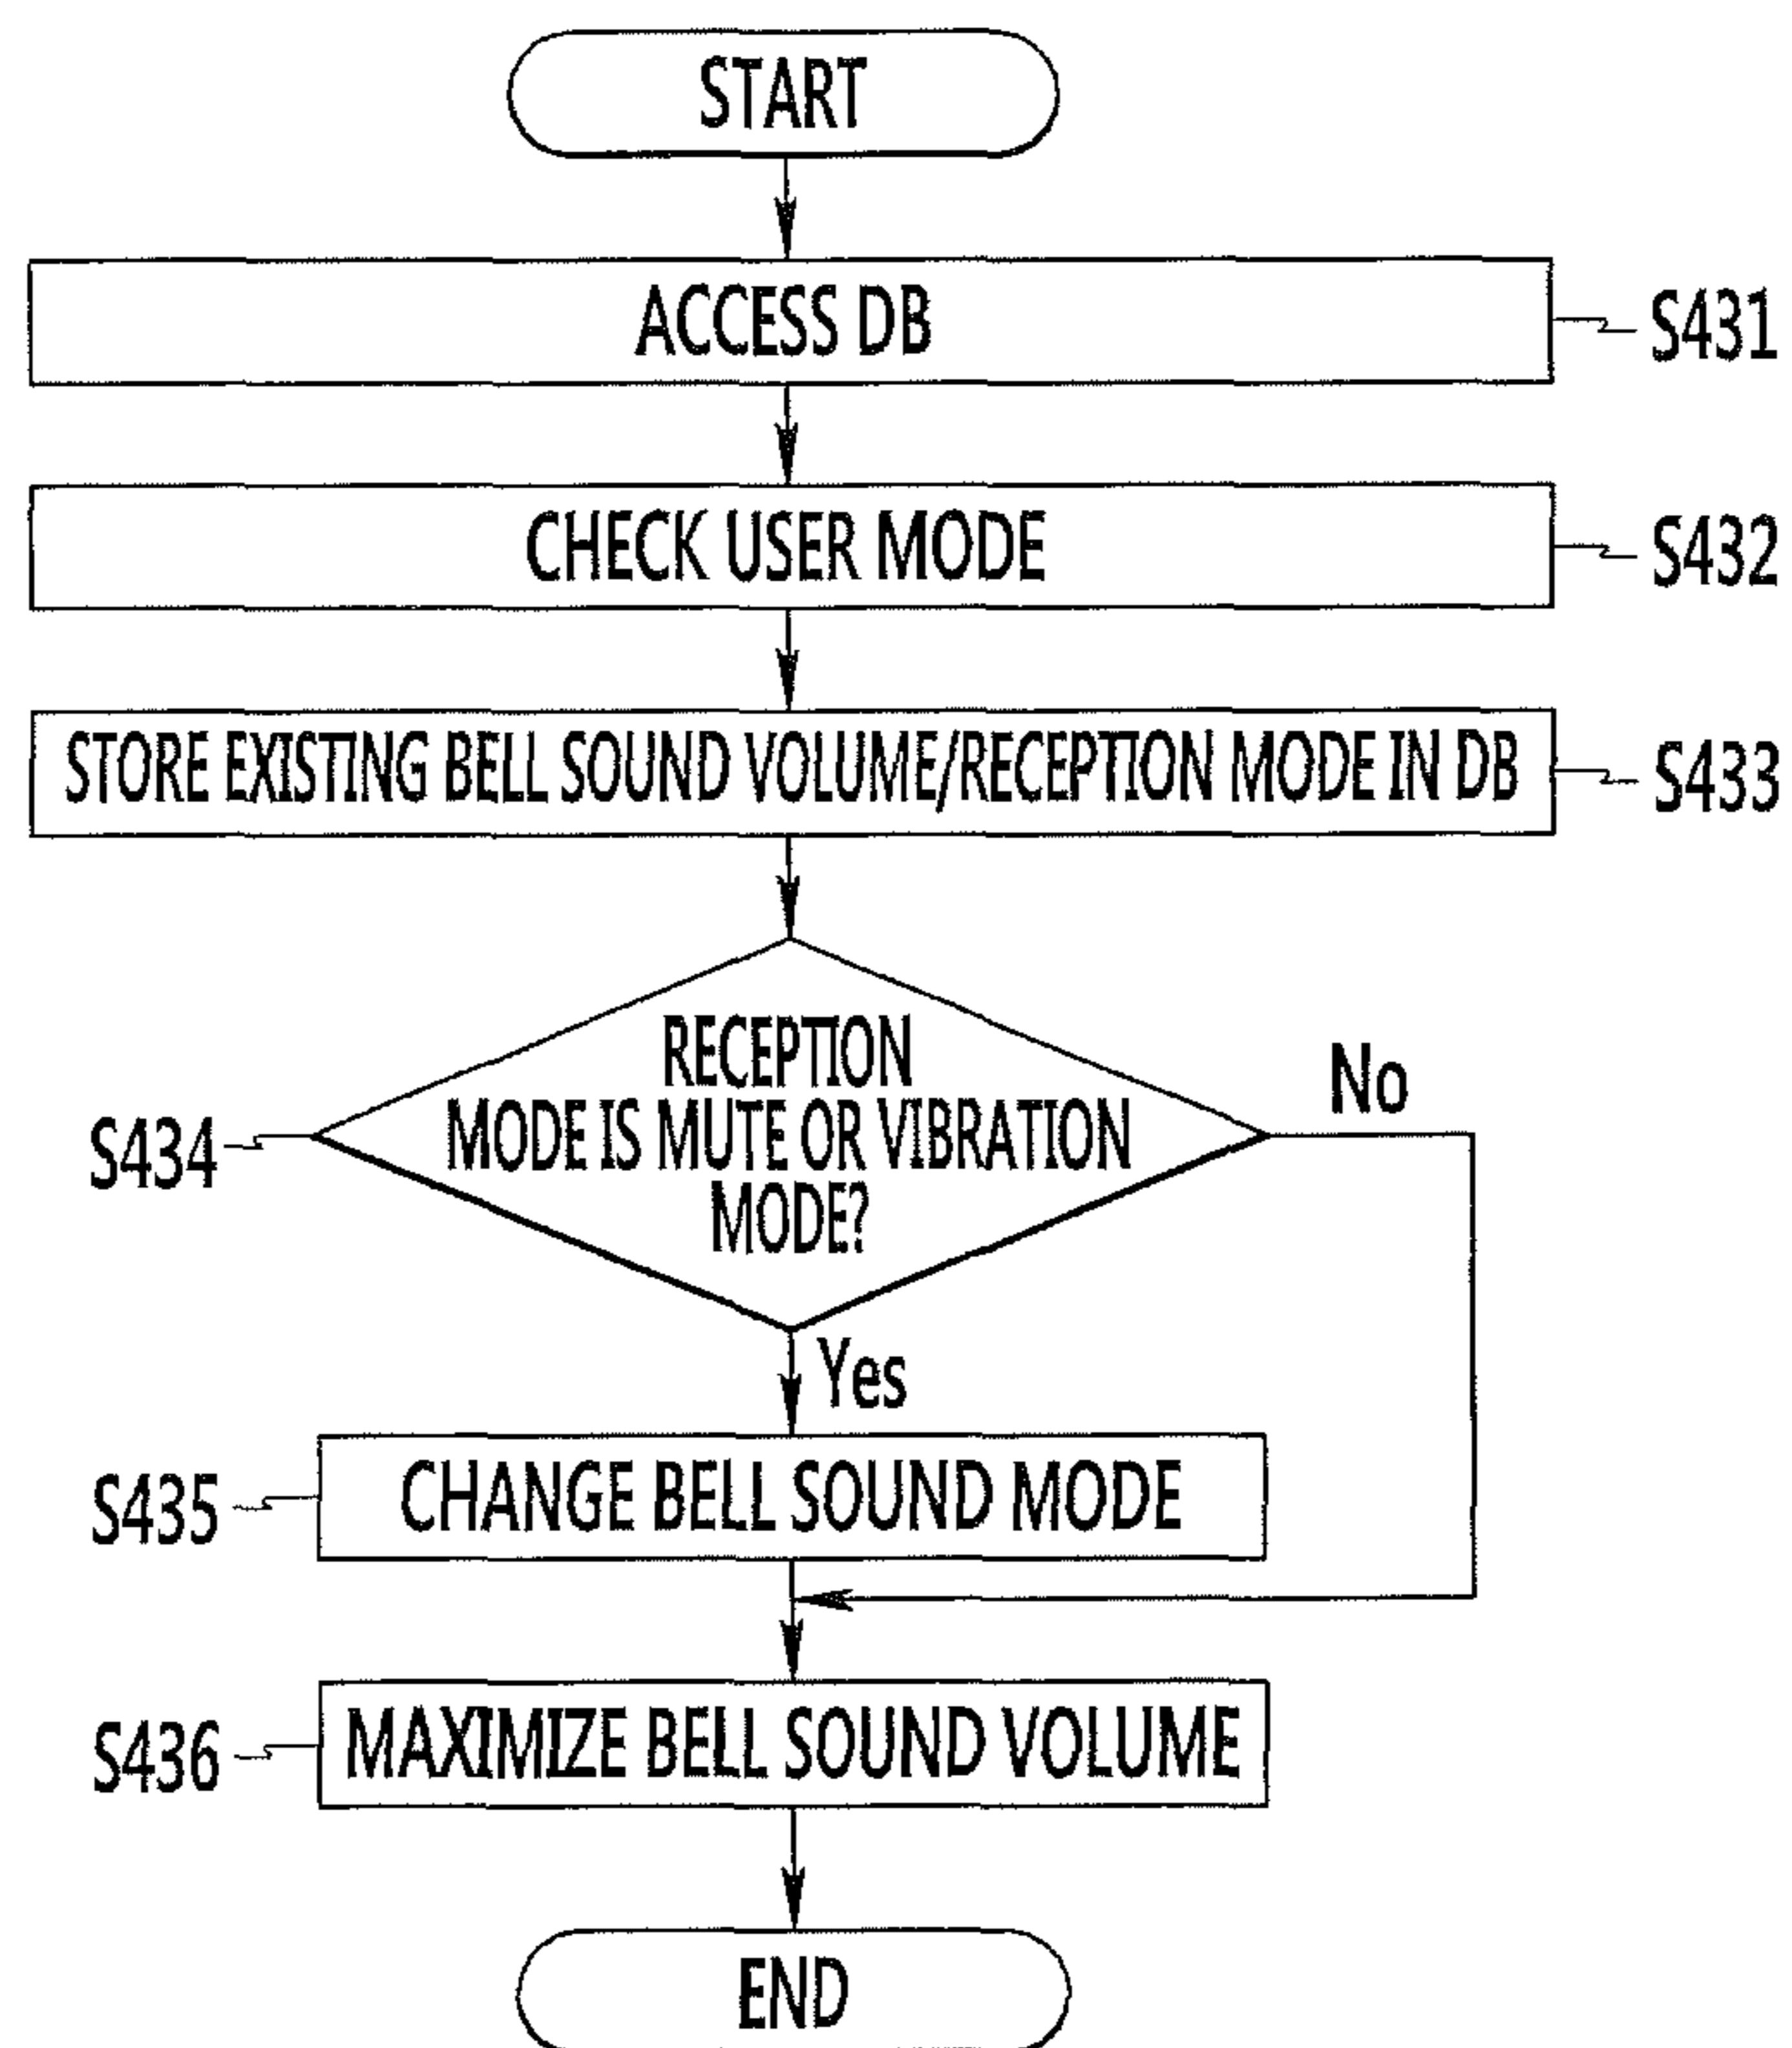 START
ACCESS DB
S431
CHECK USER MODE
S432
STORE EXISTING BELL SOUND VOLUME/RECEPTION MODE IN DB
S433
RECEPTION
MODE IS MUTE OR VIBRATION
MODE?
No
S434
Yes
CHANGE BELL SOUND MODE
S435
MAXIMIZE BELL SOUND VOLUME
S436
END